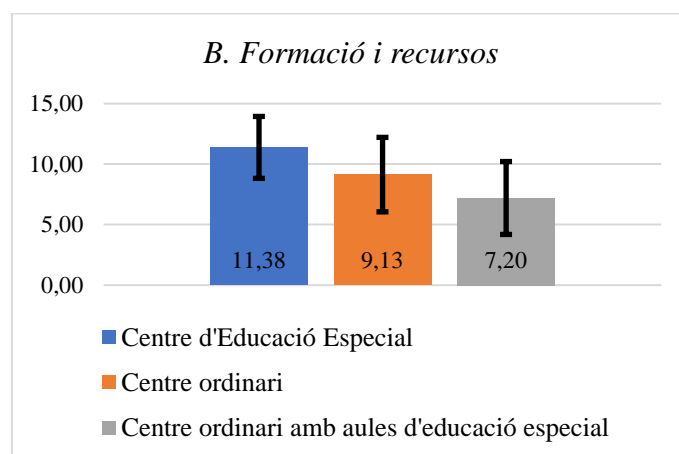 B. Formació i recursos
15,00
10,00
5,00
0,00
11,38 9,13 7,20
Centre d'Educació Especial
Centre ordinari
Centre ordinari amb aules d'educació especial